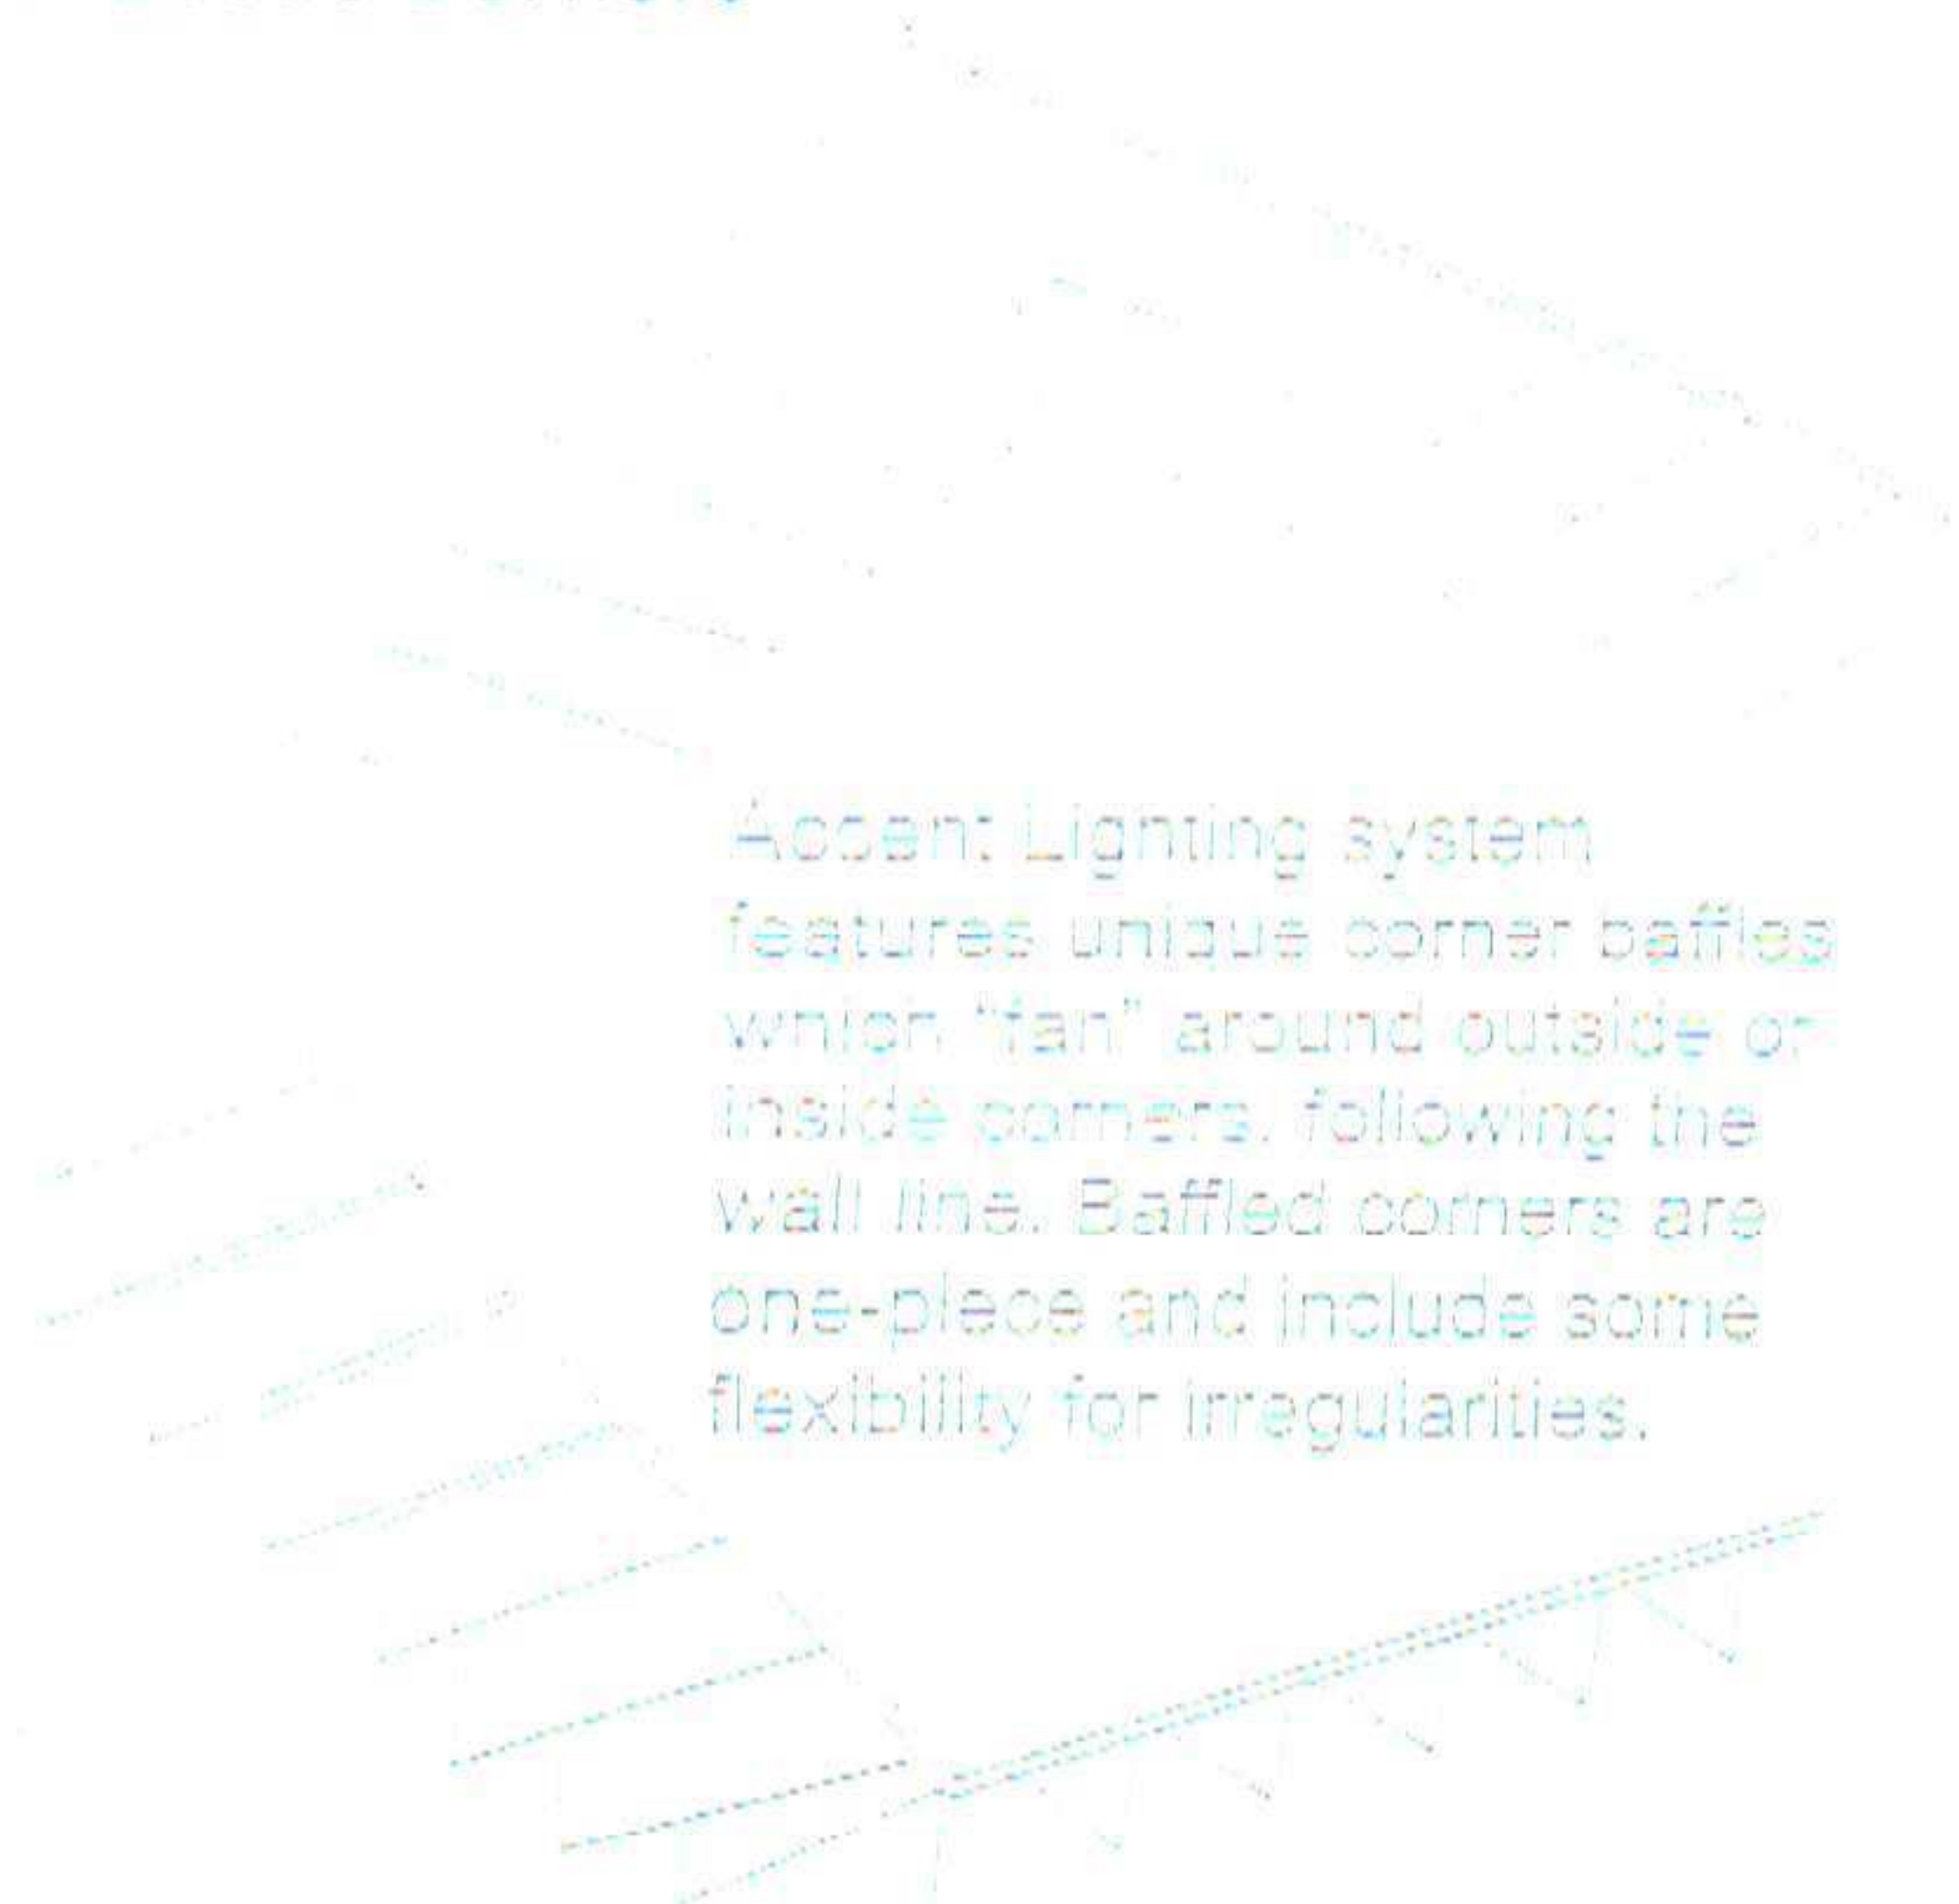 Accent Lighting system
features unique corner baffles
which "fan" around outside or
inside corners, following the
wall line. Baffled corners are
one-piece and include some
flexibility for irregularities.